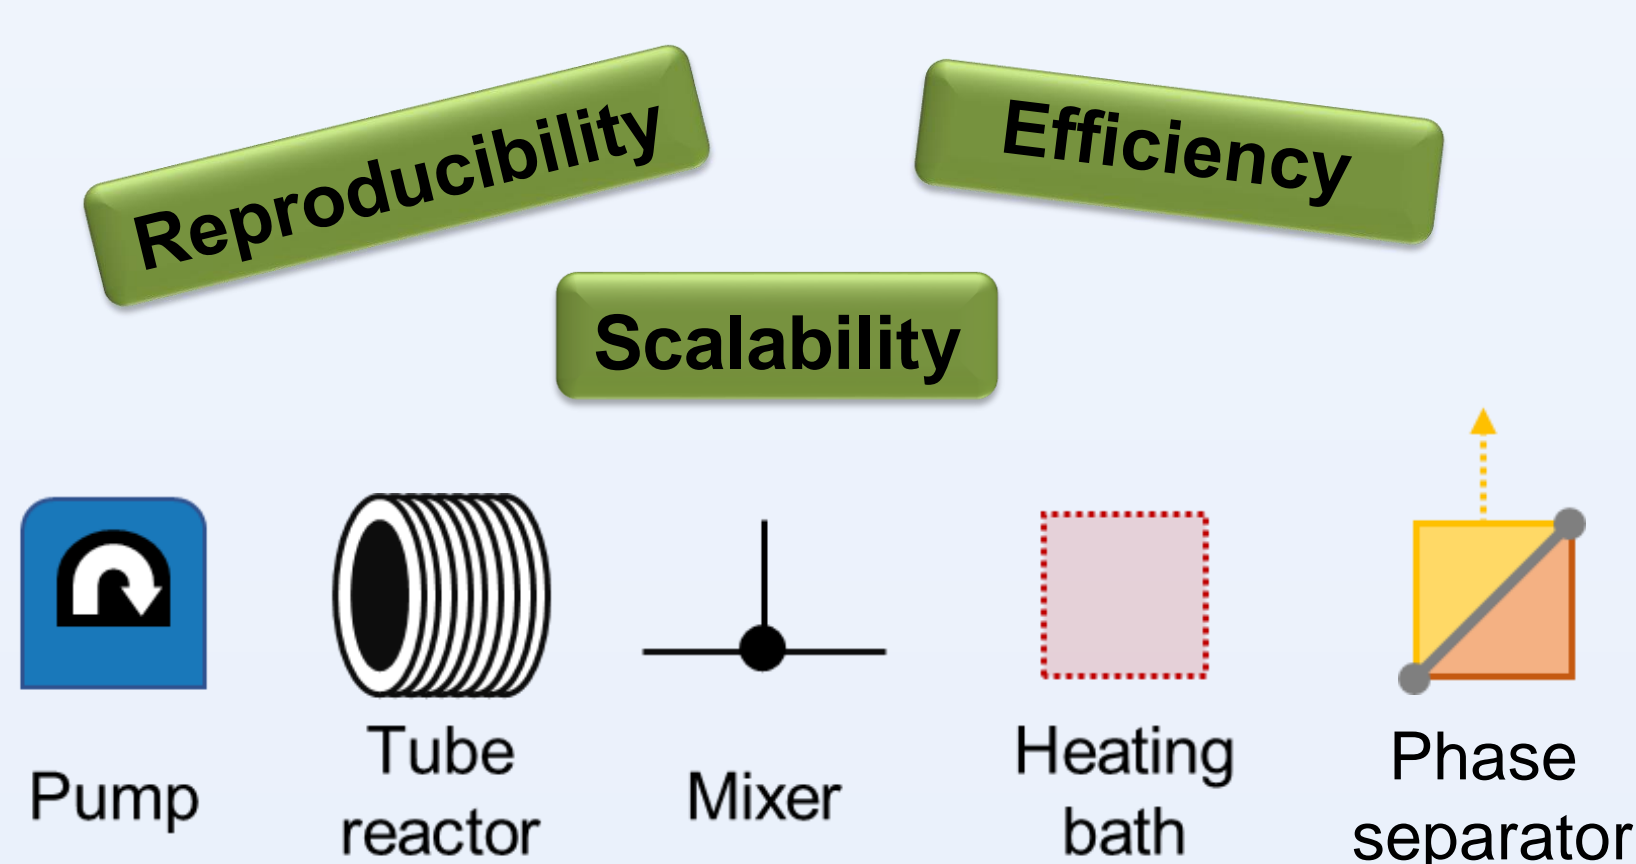 Reproducibility
Efficiency
Scalability
Pump
Tube
reactor
Mixer
Heating
bath
Phase
separator